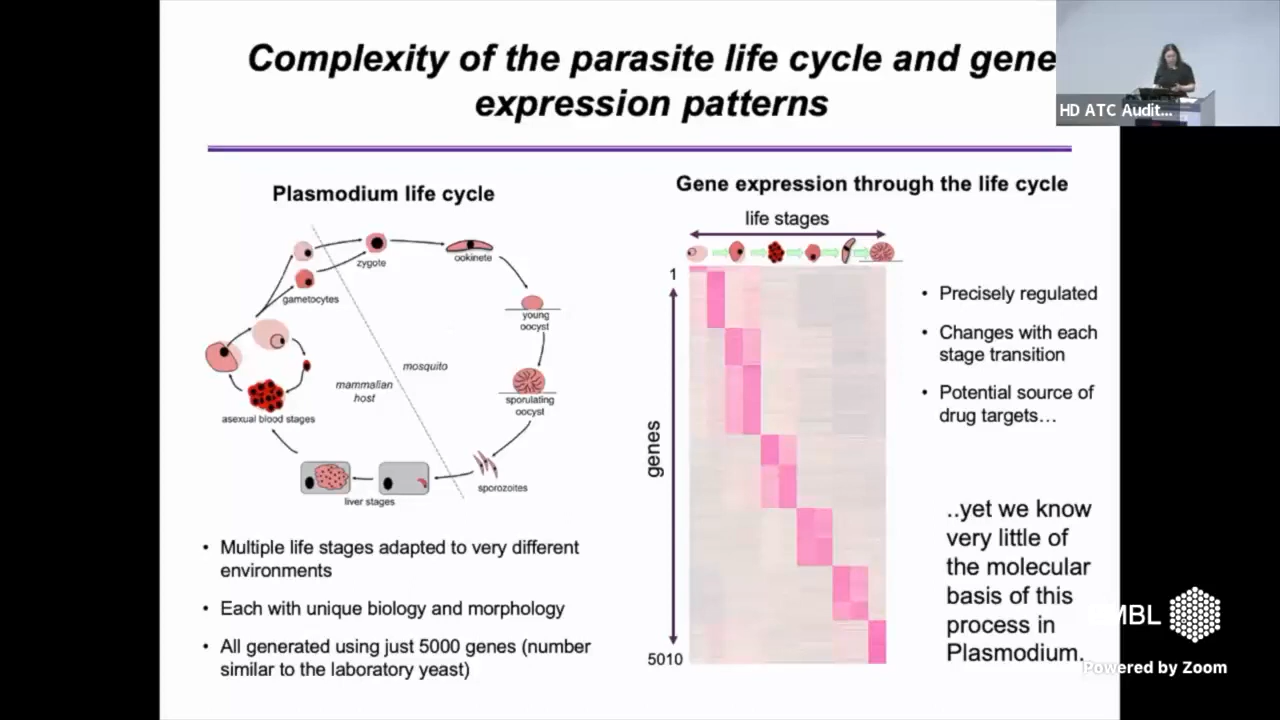 Complexity of the parasite life cycle and gene
expression patterns
HD ATC Audit...
Plasmodium life cycle
gametocytes
zygote
ookinete
young
oocyst
mosquito
mammalian
host
sporulating
oocyst
asexual blood stages
sporozoites
liver stages
• Multiple life stages adapted to very different
environments
• Each with unique biology and morphology
• All generated using just 5000 genes (number
similar to the laboratory yeast)
Gene expression through the life cycle
life stages
1
genes
5010
• Precisely regulated
• Changes with each
stage transition
• Potential source of
drug targets...
..yet we know
very little of
the molecular
basis of this
process in
Plasmodium.
MBL
Powered by Zoom